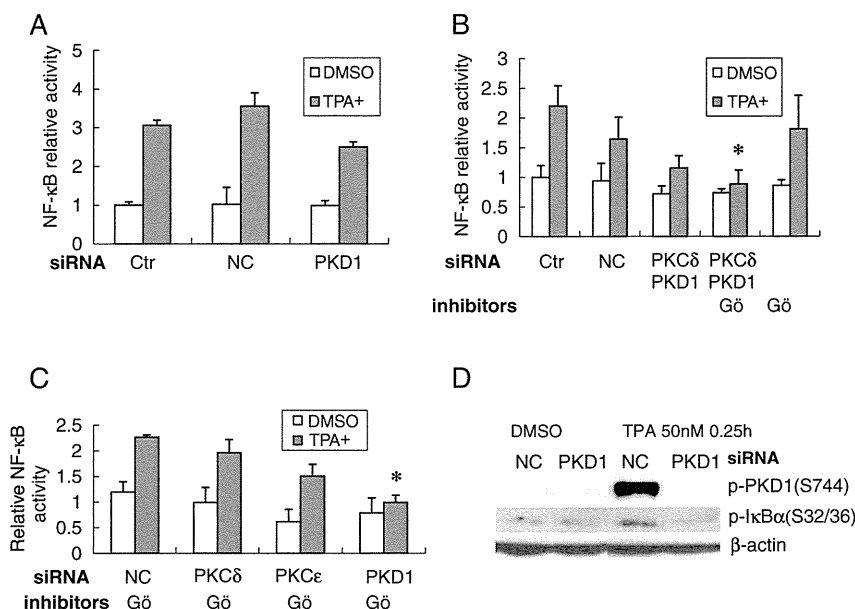 A
NF-κB relative activity
5
4
3
2
1
0
DMSO
TPA+
siRNA Ctr NC PKD1
B
NF-κB relative activity
3
2.5
2
1.5
1
0.5
0
DMSO
TPA+
*
siRNA Ctr NC PKCδ PKCδ
PKD1 PKD1
inhibitors Gö Gö
C
Relative NF-κB
activity
2.5
2
1.5
1
0.5
0
DMSO
TPA+
*
siRNA NC PKCδ PKCε PKD1
inhibitors Gö Gö Gö Gö
D
DMSO TPA 50nM 0.25h
NC PKD1 NC PKD1 siRNA
p-PKD1(S744)
p-IκBα(S32/36)
β-actin